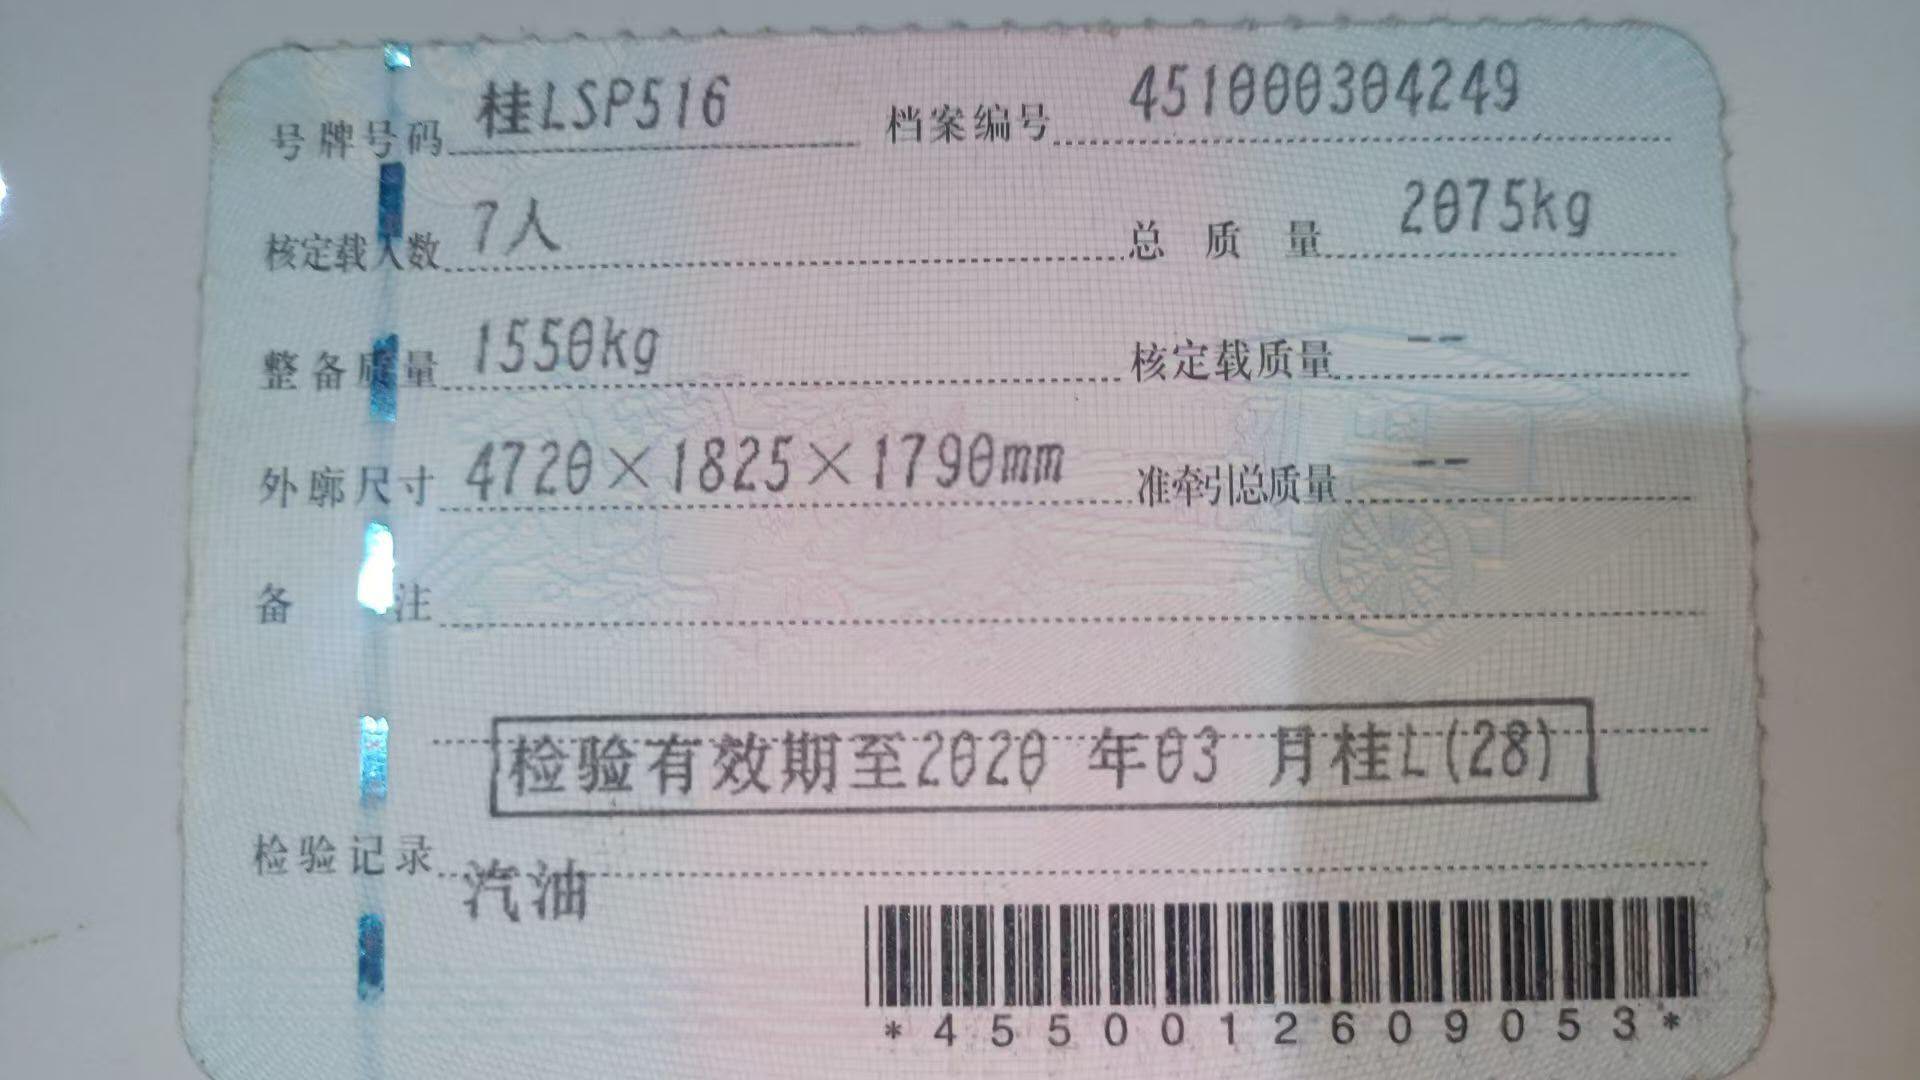 号牌号码 桂LSP516 档案编号 451000304249
核定载人数 7人 总质量 2075kg
整备质量 1550kg 核定载质量 --
外廓尺寸 4720×1825×1790mm 准牵引总质量 --
备注
检验有效期至2020 年03 月桂L(28)
检验记录
汽油
*4550012609053*